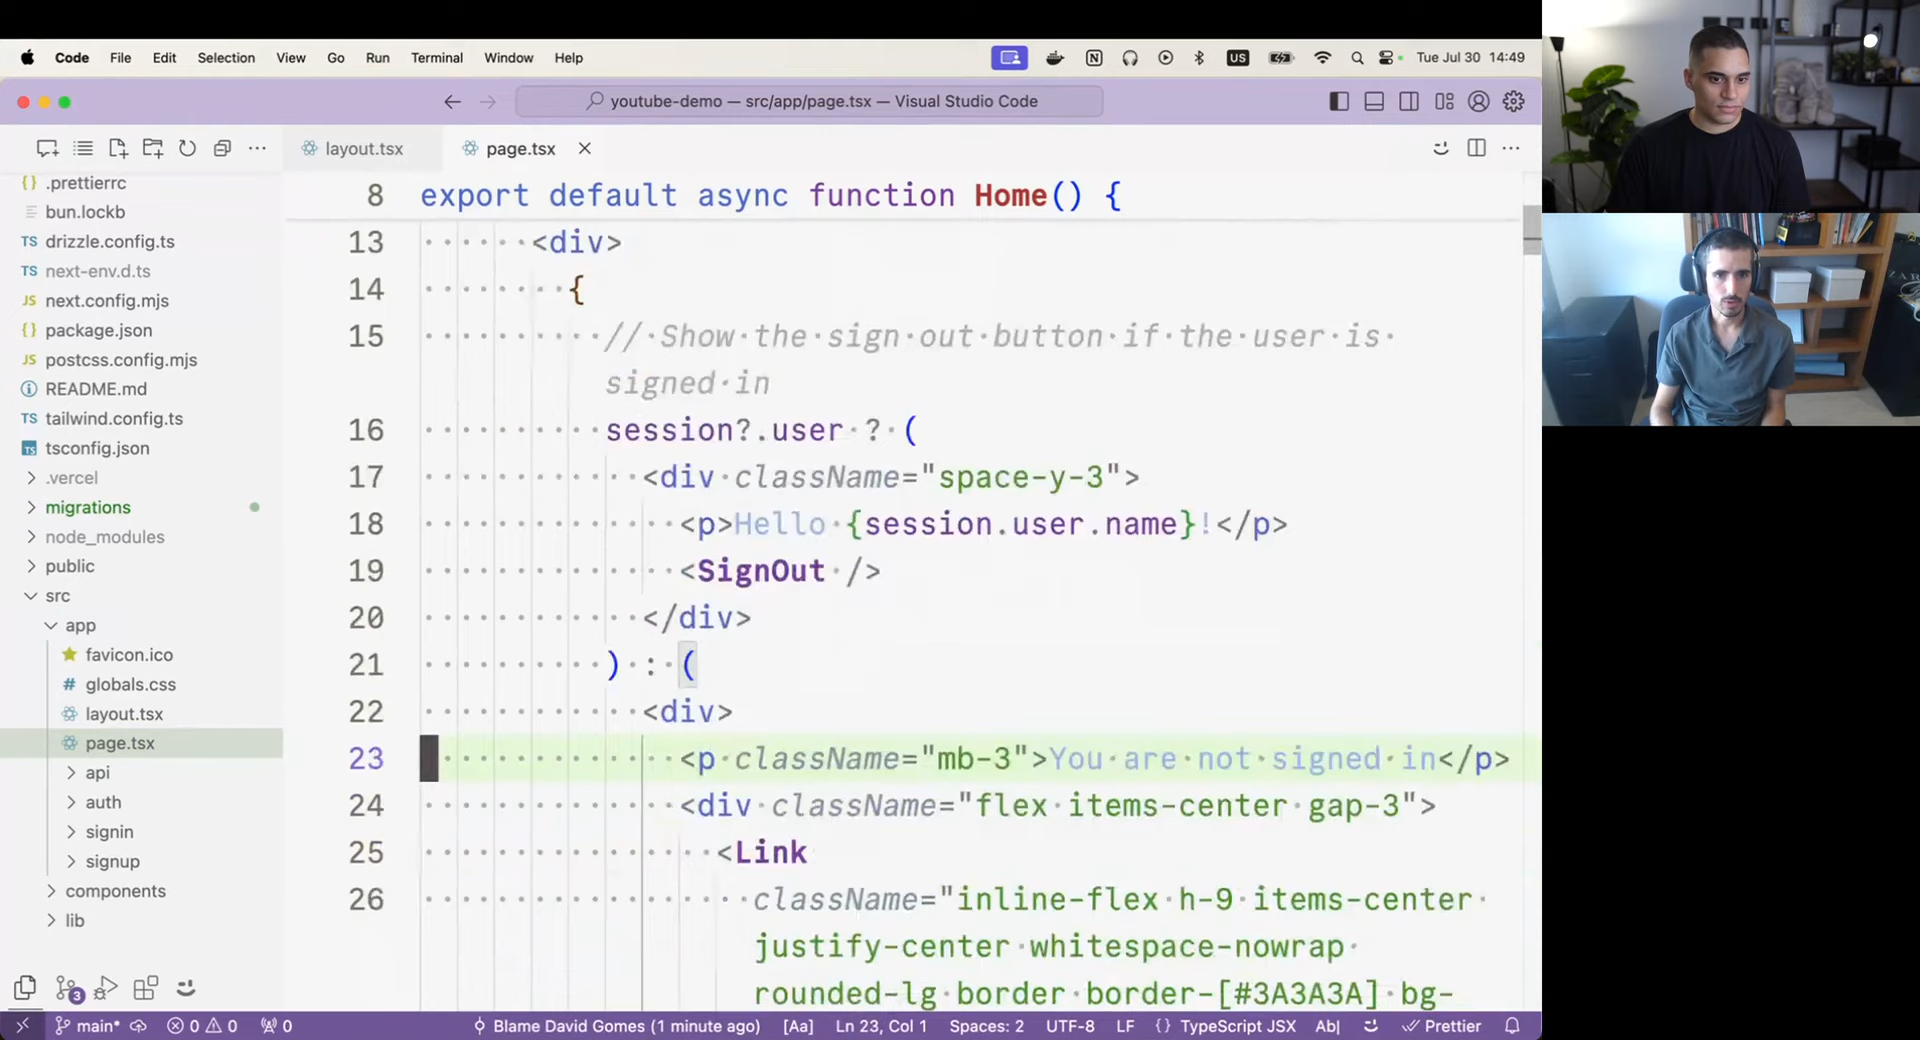 Code File Edit Selection View Go Run Terminal Window Help US Tue Jul 30 14:49
youtube-demo — src/app/page.tsx — Visual Studio Code
layout.tsx page.tsx
.prettierrc
bun.lockb
TS drizzle.config.ts
TS next-env.d.ts
JS next.config.mjs
{} package.json
JS postcss.config.mjs
README.md
TS tailwind.config.ts
TS tsconfig.json
.vercel
migrations
node_modules
public
src
app
favicon.ico
# globals.css
layout.tsx
page.tsx
api
auth
signin
signup
components
lib
8 export default async function Home() {
13 <div>
14 {
15 // Show the sign out button if the user is
signed in
16 session?.user ? (
17 <div className="space-y-3">
18 <p>Hello {session.user.name}!</p>
19 <SignOut />
20 </div>
21 ) : (
22 <div>
23 <p className="mb-3">You are not signed in</p>
24 <div className="flex items-center gap-3">
25 <Link
26 className="inline-flex h-9 items-center
justify-center whitespace-nowrap
rounded-lg border border-[#3A3A3A] bg-
3
main* 0 0 0 Blame David Gomes (1 minute ago) [Aa] Ln 23, Col 1 Spaces: 2 UTF-8 LF {} TypeScript JSX Ab| Prettier